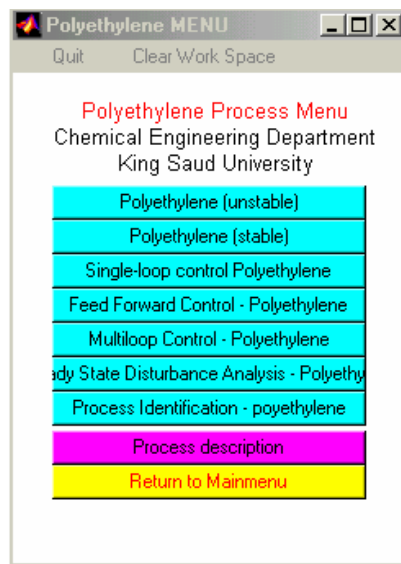 Polyethylene MENU
Quit Clear Work Space
Polyethylene Process Menu
Chemical Engineering Department
King Saud University
Polyethylene (unstable)
Polyethylene (stable)
Single-loop control Polyethylene
Feed Forward Control - Polyethylene
Multiloop Control - Polyethylene
ady State Disturbance Analysis - Polyethy
Process Identification - poyethylene
Process description
Return to Mainmenu